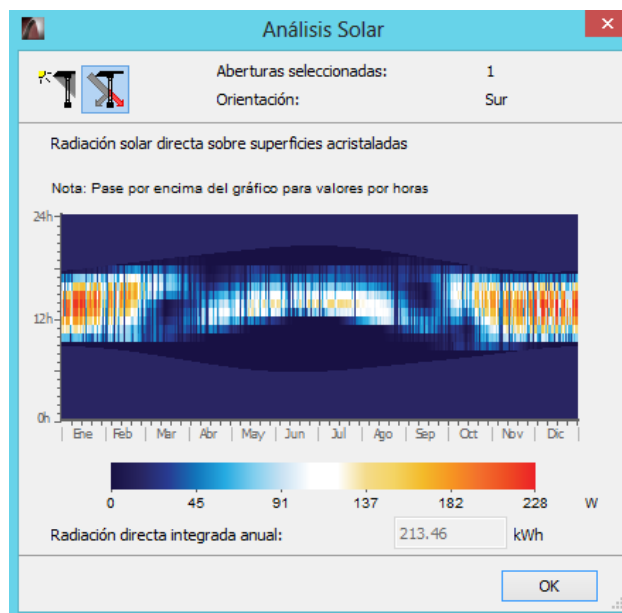 Análisis Solar
Aberturas seleccionadas: 1
Orientación: Sur
Radiación solar directa sobre superficies acristaladas
Nota: Pase por encima del gráfico para valores por horas
24h
12h
0h
Ene Feb Mar Abr May Jun Jul Ago Sep Oct Nov Dic
0 45 91 137 182 228 W
Radiación directa integrada anual: 213.46 kWh
OK